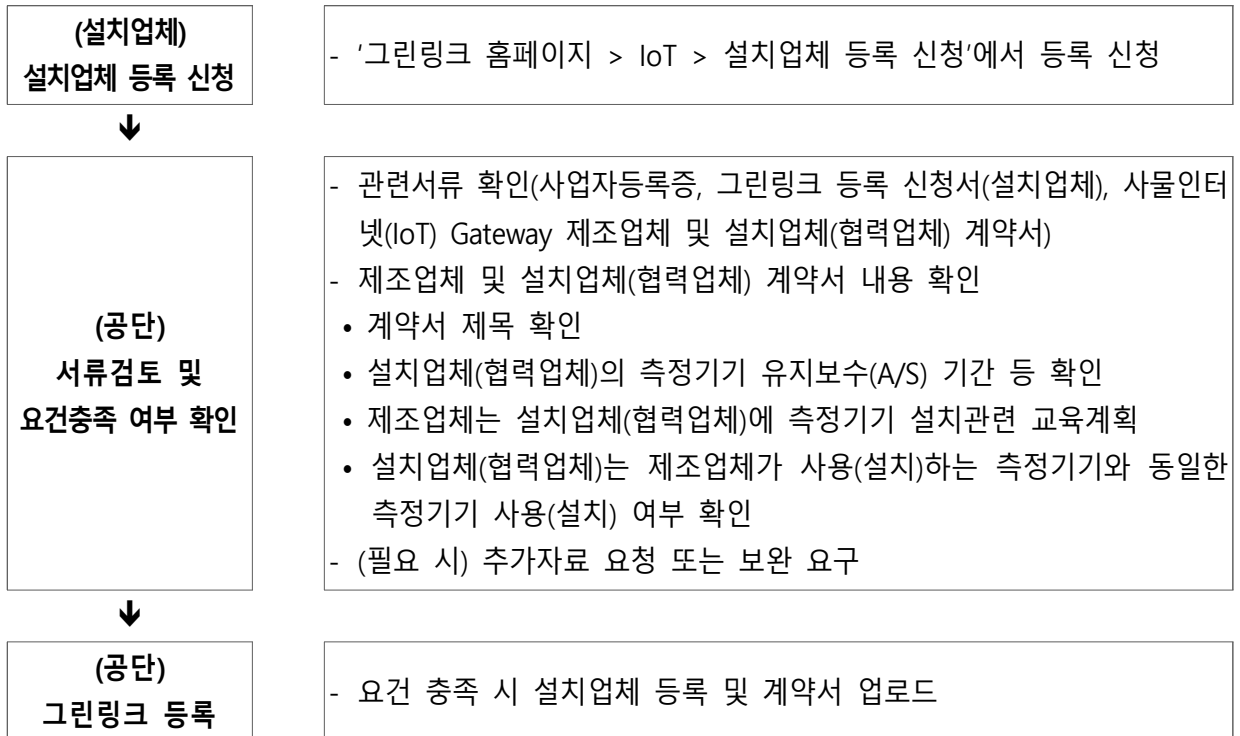 (설치업체)
설치업체 등록 신청
- ‘그린링크 홈페이지 > IoT > 설치업체 등록 신청’에서 등록 신청
(공단)
서류검토 및
요건충족 여부 확인
- 관련서류 확인(사업자등록증, 그린링크 등록 신청서(설치업체), 사물인터
넷(IoT) Gateway 제조업체 및 설치업체(협력업체) 계약서)
- 제조업체 및 설치업체(협력업체) 계약서 내용 확인
• 계약서 제목 확인
• 설치업체(협력업체)의 측정기기 유지보수(A/S) 기간 등 확인
• 제조업체는 설치업체(협력업체)에 측정기기 설치관련 교육계획
• 설치업체(협력업체)는 제조업체가 사용(설치)하는 측정기기와 동일한
측정기기 사용(설치) 여부 확인
- (필요 시) 추가자료 요청 또는 보완 요구
(공단)
그린링크 등록
- 요건 충족 시 설치업체 등록 및 계약서 업로드